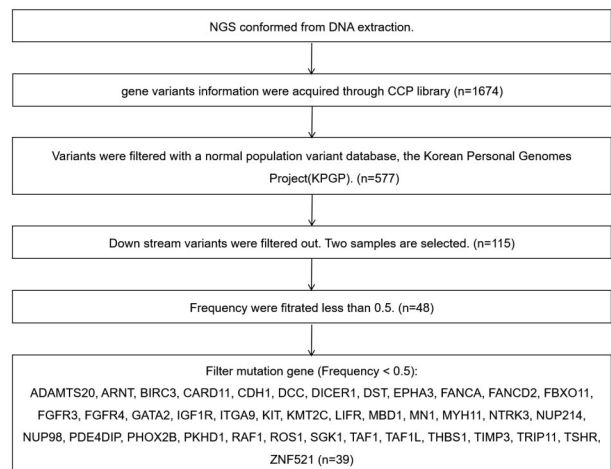 NGS conformed from DNA extraction.
gene variants information were acquired through CCP library (n=1674)
Variants were filtered with a normal population variant database, the Korean Personal Genomes
Project(KPGP). (n=577)
Down stream variants were filtered out. Two samples are selected. (n=115)
Frequency were fitrated less than 0.5. (n=48)
Filter mutation gene (Frequency < 0.5):
ADAMTS20, ARNT, BIRC3, CARD11, CDH1, DCC, DICER1, DST, EPHA3, FANCA, FANCD2, FBXO11,
FGFR3, FGFR4, GATA2, IGF1R, ITGA9, KIT, KMT2C, LIFR, MBD1, MN1, MYH11, NTRK3, NUP214,
NUP98, PDE4DIP, PHOX2B, PKHD1, RAF1, ROS1, SGK1, TAF1, TAF1L, THBS1, TIMP3, TRIP11, TSHR,
ZNF521 (n=39)